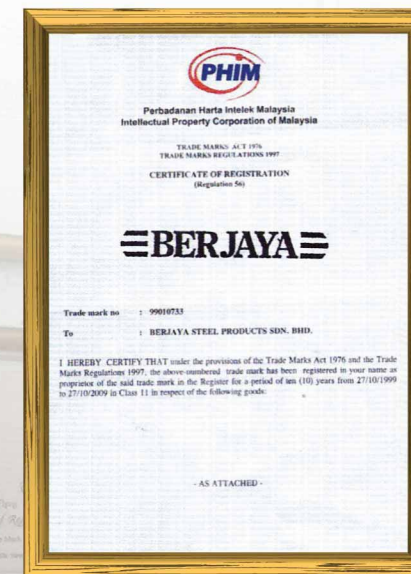 PHIM
Perbadanan Harta Intelek Malaysia
Intellectual Property Corporation of Malaysia
TRADE MARKS ACT 1976
TRADE MARKS REGULATIONS 1997
CERTIFICATE OF REGISTRATION
(Regulation 56)
BERJAYA
Trade mark no : 99010733
To : BERJAYA STEEL PRODUCTS SDN. BHD.
I HEREBY CERTIFY THAT under the provisions of the Trade Marks Act 1976 and the Trade
Marks Regulations 1997, the above-numbered trade mark has been registered in your name as
proprietor of the said trade mark in the Register for a period of ten (10) years from 27/10/1999
to 27/10/2009 in Class 11 in respect of the following goods:
- AS ATTACHED -